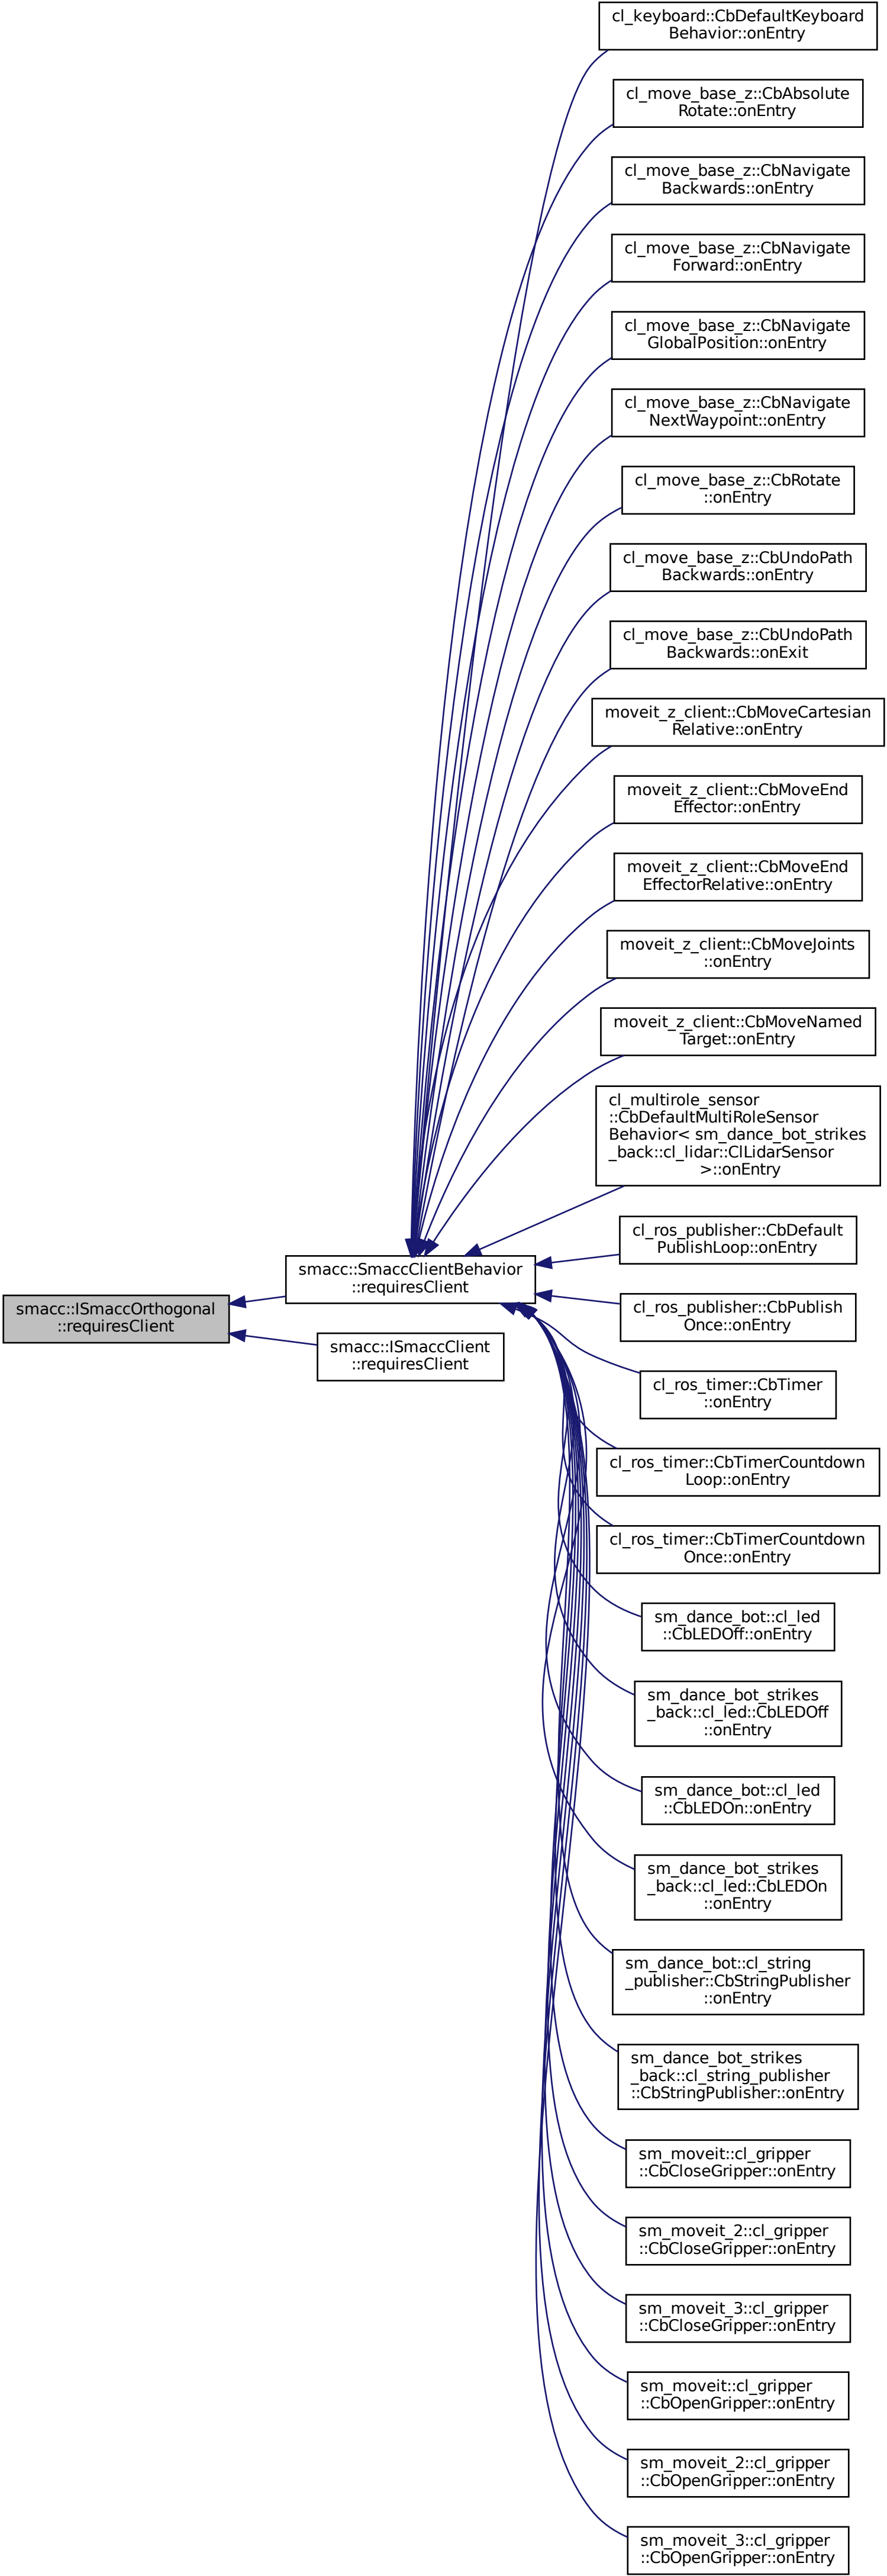 cl_keyboard::CbDefaultKeyboard
Behavior::onEntry
cl_move_base_z::CbAbsolute
Rotate::onEntry
cl_move_base_z::CbNavigate
Backwards::onEntry
cl_move_base_z::CbNavigate
Forward::onEntry
cl_move_base_z::CbNavigate
GlobalPosition::onEntry
cl_move_base_z::CbNavigate
NextWaypoint::onEntry
cl_move_base_z::CbRotate
::onEntry
cl_move_base_z::CbUndoPath
Backwards::onEntry
cl_move_base_z::CbUndoPath
Backwards::onExit
moveit_z_client::CbMoveCartesian
Relative::onEntry
moveit_z_client::CbMoveEnd
Effector::onEntry
moveit_z_client::CbMoveEnd
EffectorRelative::onEntry
moveit_z_client::CbMoveJoints
::onEntry
moveit_z_client::CbMoveNamed
Target::onEntry
cl_multirole_sensor
::CbDefaultMultiRoleSensor
Behavior< sm_dance_bot_strikes
_back::cl_lidar::ClLidarSensor
>::onEntry
cl_ros_publisher::CbDefault
PublishLoop::onEntry
smacc::SmaccClientBehavior
::requiresClient
smacc::ISmaccOrthogonal
::requiresClient
cl_ros_publisher::CbPublish
Once::onEntry
smacc::ISmaccClient
::requiresClient
cl_ros_timer::CbTimer
::onEntry
cl_ros_timer::CbTimerCountdown
Loop::onEntry
cl_ros_timer::CbTimerCountdown
Once::onEntry
sm_dance_bot::cl_led
::CbLEDOff::onEntry
sm_dance_bot_strikes
_back::cl_led::CbLEDOff
::onEntry
sm_dance_bot::cl_led
::CbLEDOn::onEntry
sm_dance_bot_strikes
_back::cl_led::CbLEDOn
::onEntry
sm_dance_bot::cl_string
_publisher::CbStringPublisher
::onEntry
sm_dance_bot_strikes
_back::cl_string_publisher
::CbStringPublisher::onEntry
sm_moveit::cl_gripper
::CbCloseGripper::onEntry
sm_moveit_2::cl_gripper
::CbCloseGripper::onEntry
sm_moveit_3::cl_gripper
::CbCloseGripper::onEntry
sm_moveit::cl_gripper
::CbOpenGripper::onEntry
sm_moveit_2::cl_gripper
::CbOpenGripper::onEntry
sm_moveit_3::cl_gripper
::CbOpenGripper::onEntry